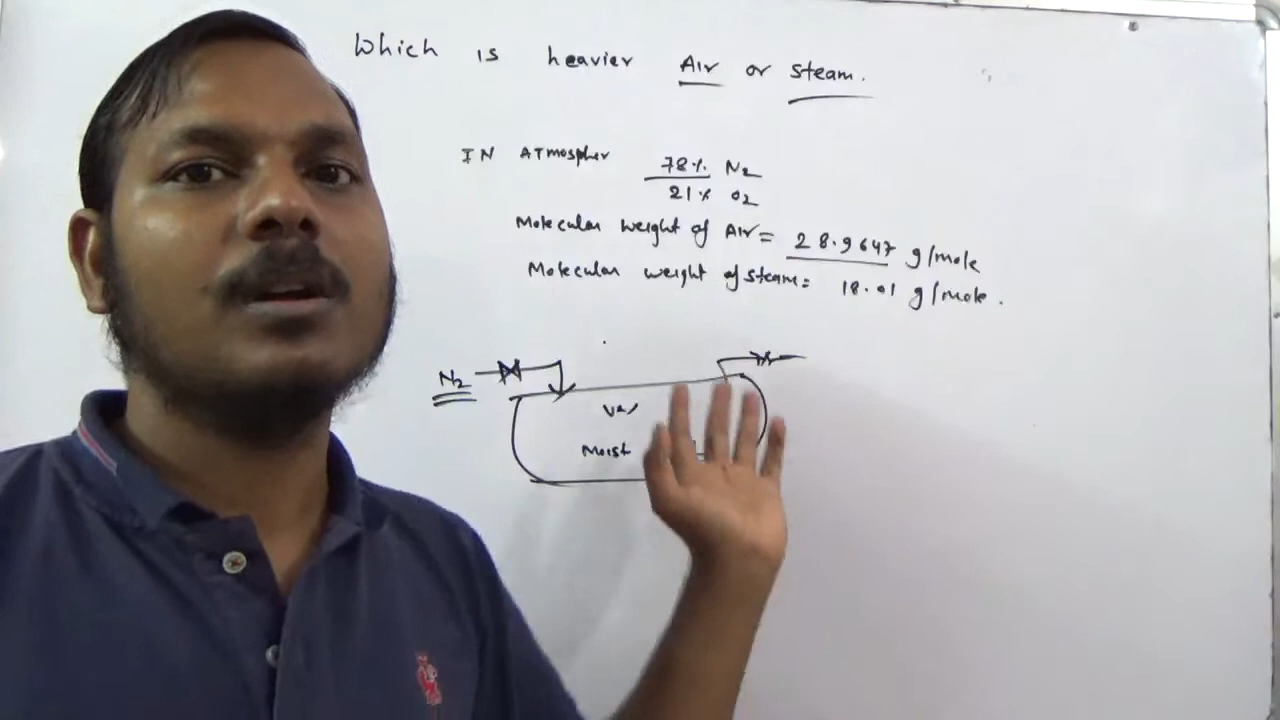 Which is heavier Air or steam.
IN ATMospher 78% N2
21% O2
Molecular weight of Air = 28.9647 g/mole
Molecular weight of steam = 18.01 g/mole.
N2
Moist